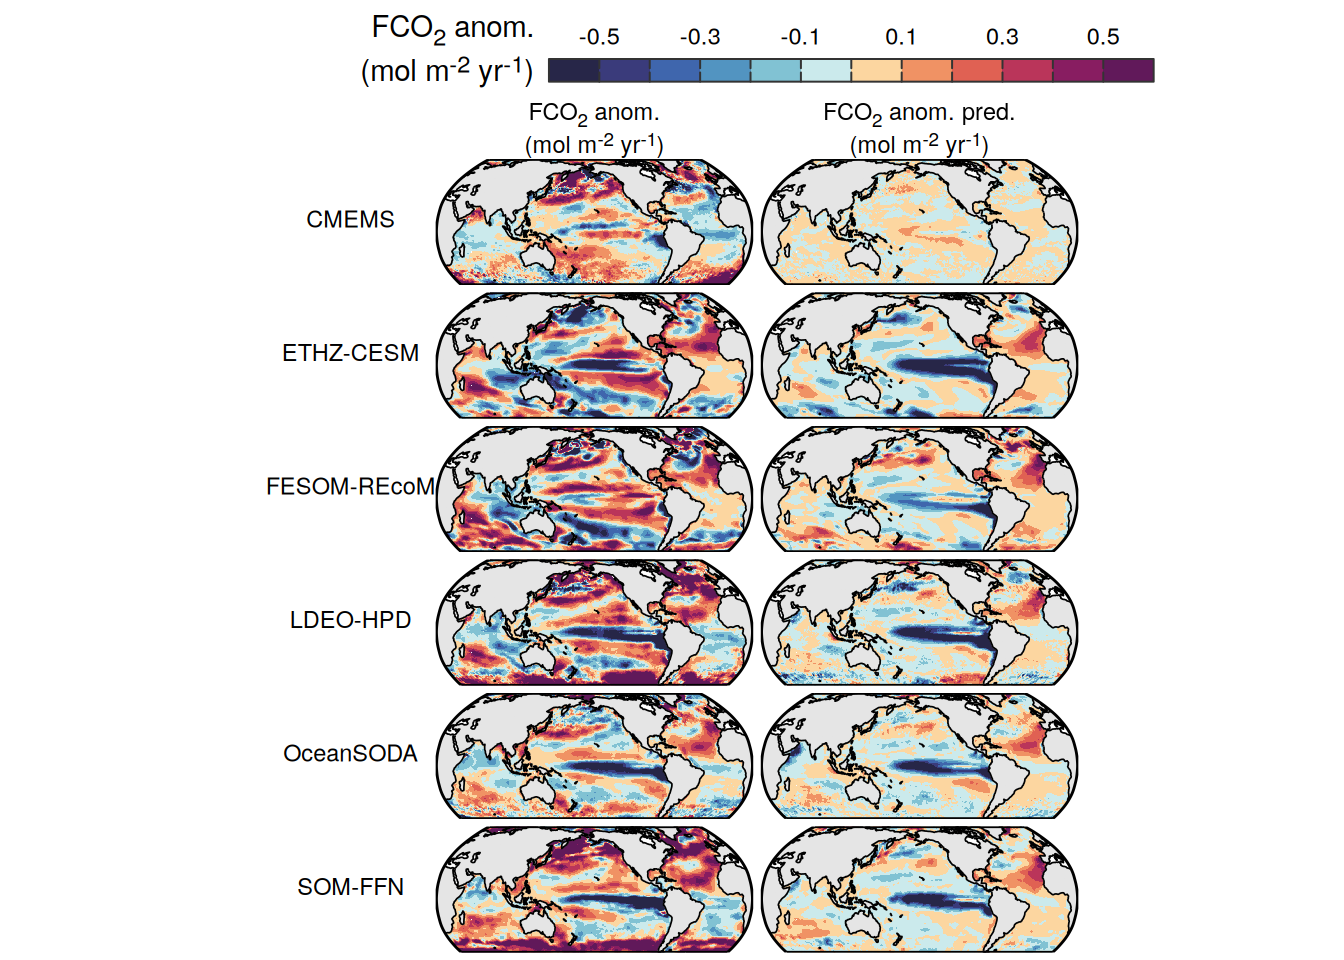 FCO2 anom.
(mol m-2 yr-1)
-0.5 -0.3 -0.1 0.1 0.3 0.5
FCO2 anom. FCO2 anom. pred.
(mol m-2 yr-1) (mol m-2 yr-1)
CMEMS
ETHZ-CESM
FESOM-REcoM
LDEO-HPD
OceanSODA
SOM-FFN